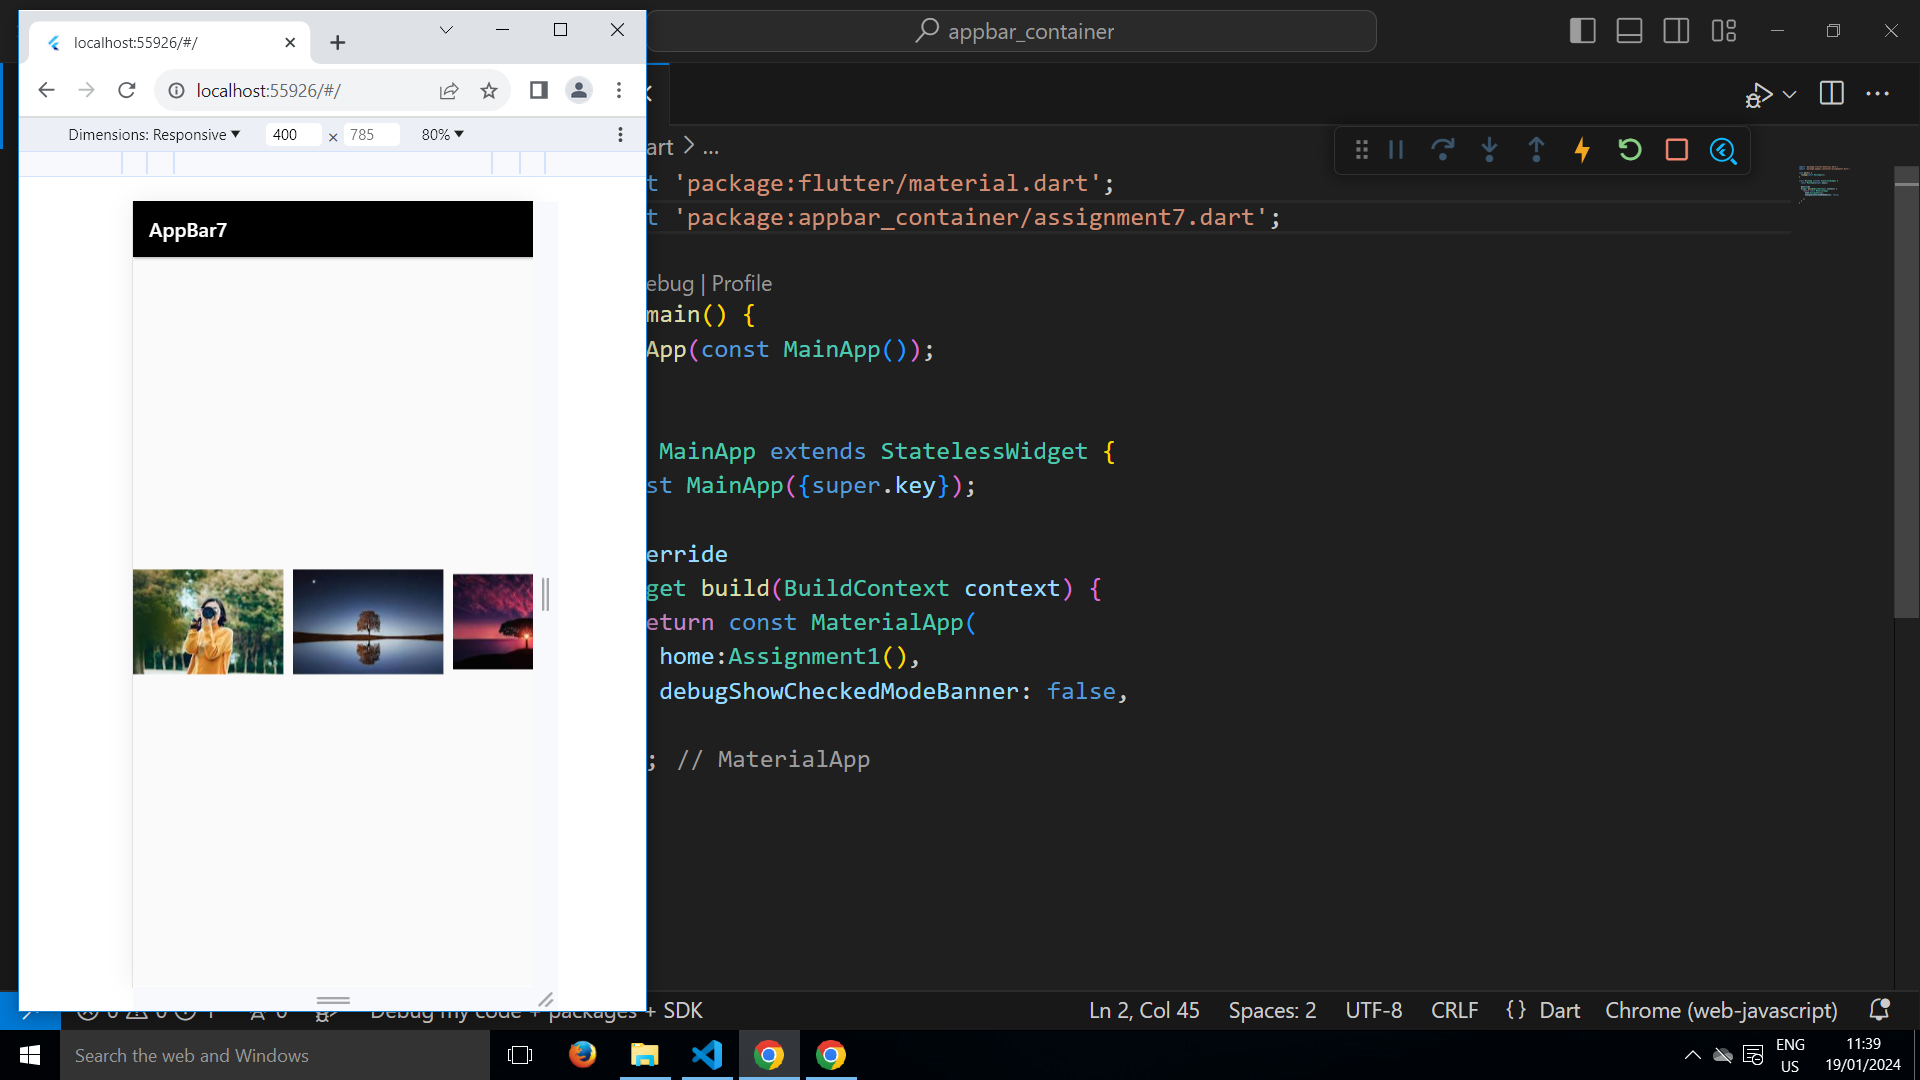 localhost:55926/#/
appbar_container
localhost:55926/#/
Dimensions: Responsive 400 × 785 80%
art > ...
AppBar7
t 'package:flutter/material.dart';
t 'package:appbar_container/assignment7.dart';
ebug | Profile
main() {
App(const MainApp());
MainApp extends StatelessWidget {
st MainApp({super.key});
erride
get build(BuildContext context) {
eturn const MaterialApp(
home:Assignment1(),
debugShowCheckedModeBanner: false,
; // MaterialApp
Debug my code + packages + SDK
Ln 2, Col 45 Spaces: 2 UTF-8 CRLF {} Dart Chrome (web-javascript)
Search the web and Windows
ENG
US
11:39
19/01/2024